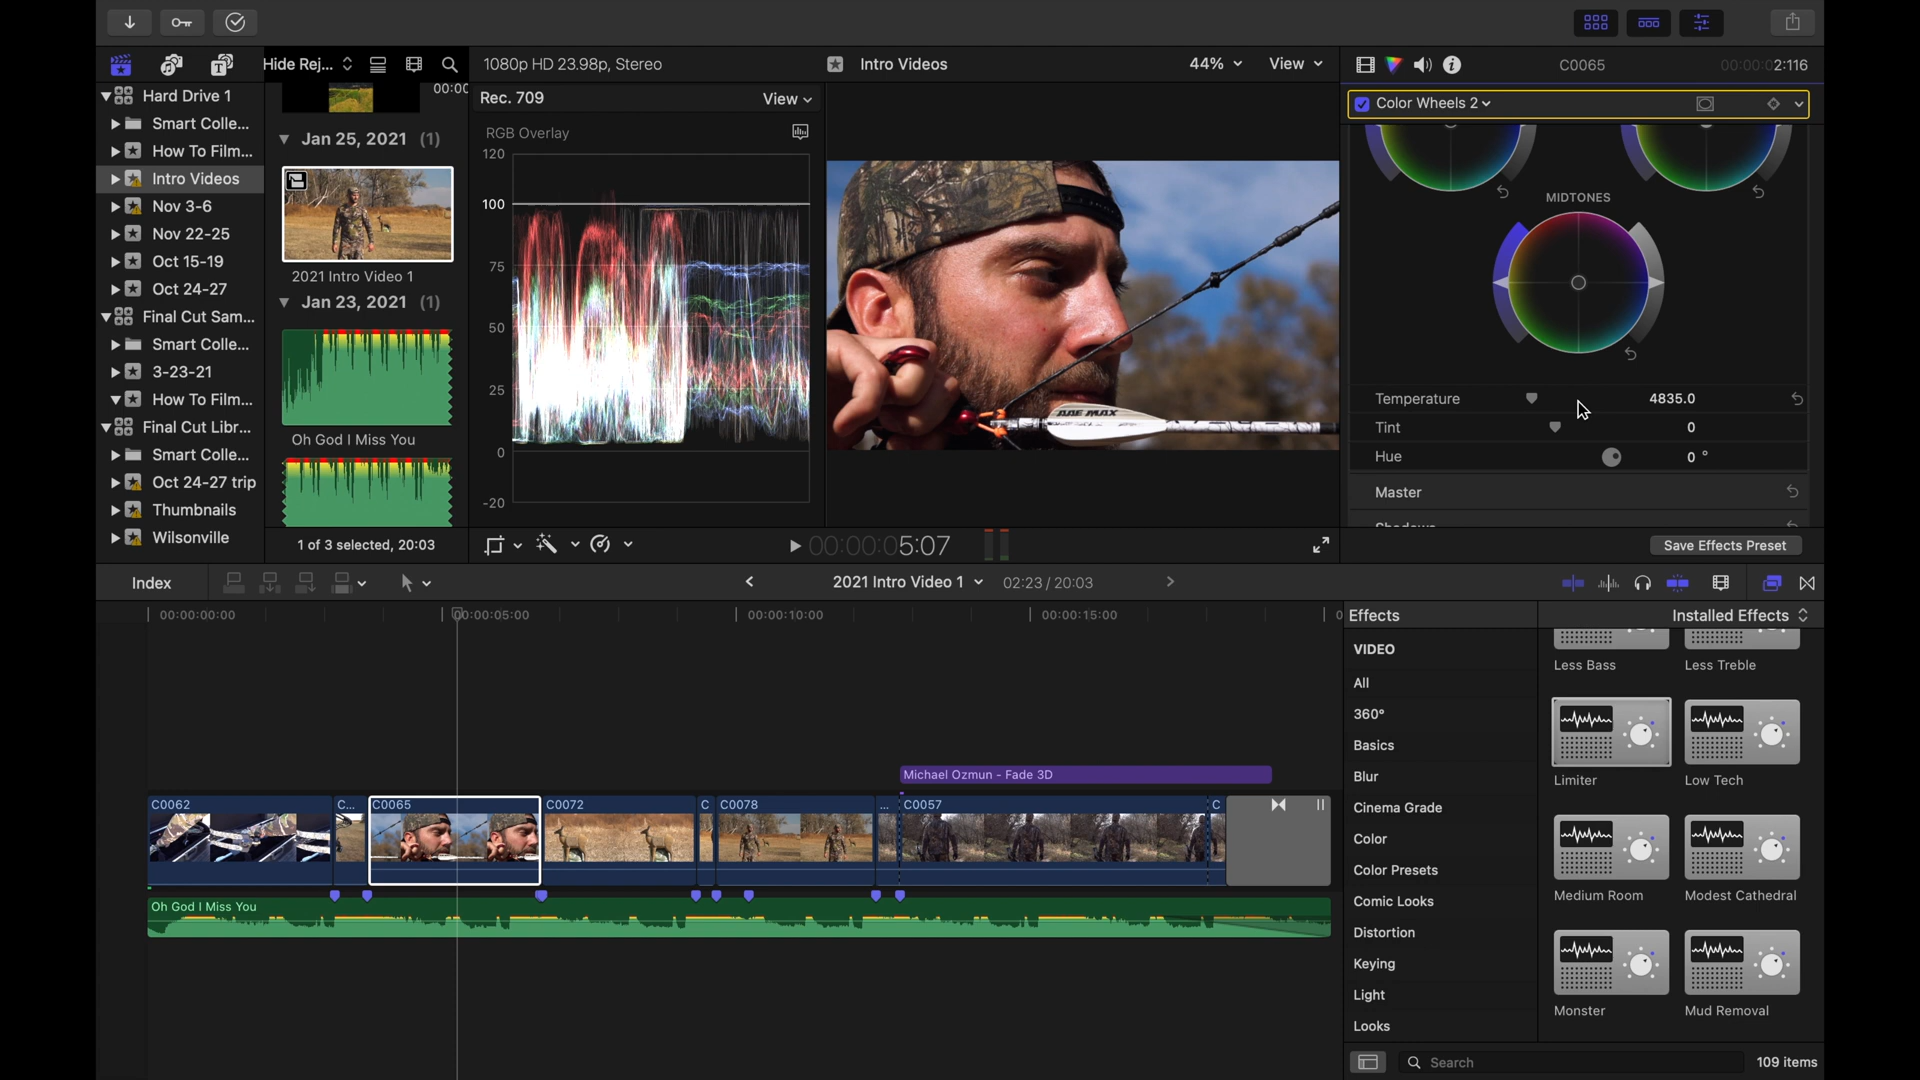 Hide Rej...
1080p HD 23.98p, Stereo
Intro Videos
44%
View
C0065
00:00:02:116
Hard Drive 1
Smart Colle...
How To Film...
Intro Videos
Nov 3-6
Nov 22-25
Oct 15-19
Oct 24-27
Final Cut Sam...
Smart Colle...
3-23-21
How To Film...
Final Cut Libr...
Smart Colle...
Oct 24-27 trip
Thumbnails
Wilsonville
00:00
Jan 25, 2021 (1)
2021 Intro Video 1
Jan 23, 2021 (1)
Oh God I Miss You
1 of 3 selected, 20:03
Rec. 709
View
RGB Overlay
120
100
75
50
25
0
-20
AAE MAX
00:00:05:07
Color Wheels 2
MIDTONES
Temperature 4835.0
Tint 0
Hue 0 °
Master
Save Effects Preset
Index
2021 Intro Video 1
02:23 / 20:03
00:00:00:00
00:00:05:00
00:00:10:00
00:00:15:00
Michael Ozmun - Fade 3D
C0062
C...
C0065
C0072
C
C0078
...
C0057
C
Oh God I Miss You
Effects
Installed Effects
VIDEO
All
360°
Basics
Blur
Cinema Grade
Color
Color Presets
Comic Looks
Distortion
Keying
Light
Looks
Less Bass
Less Treble
Limiter
Low Tech
Medium Room
Modest Cathedral
Monster
Mud Removal
Search
109 items